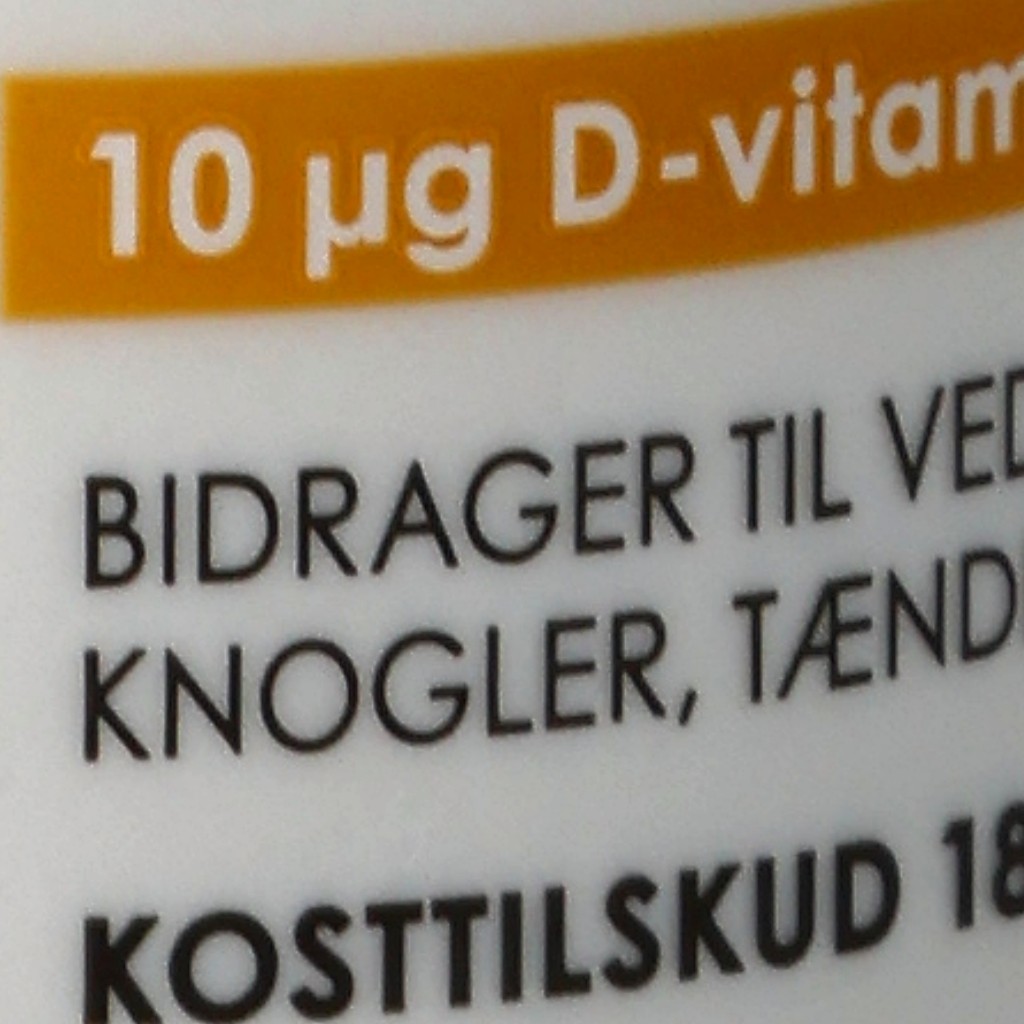 10 µg D-vitam
BIDRAGER TIL VED
KNOGLER, TÆND
KOSTTILSKUD 18